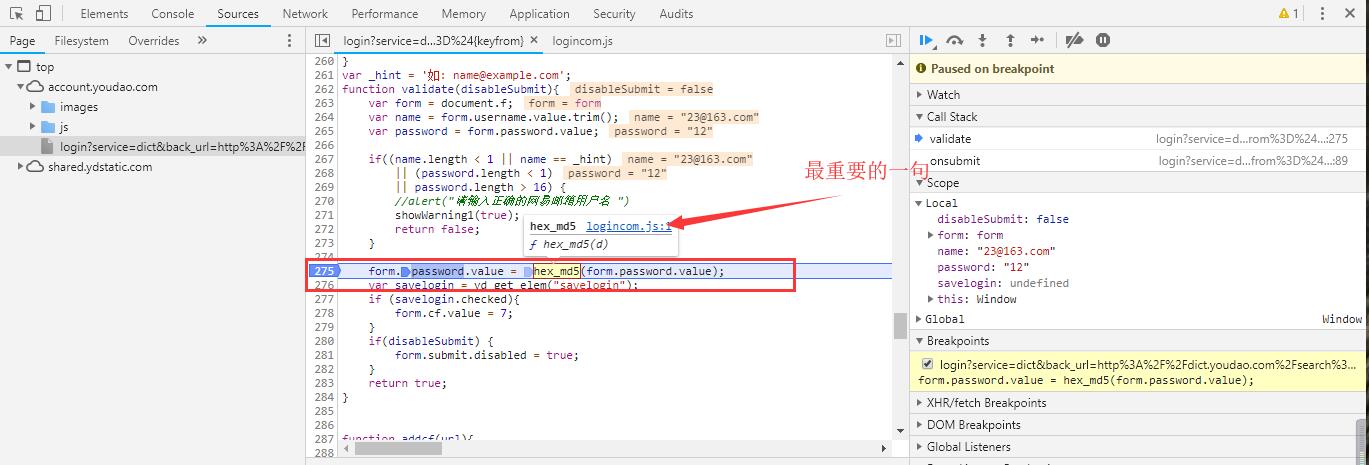 Elements Console Sources Network Performance Memory Application Security Audits 1
Page Filesystem Overrides » login?service=d...3D%24{keyfrom} × logincom.js
top
account.youdao.com
images
js
login?service=dict&back_url=http%3A%2F%2F
shared.ydstatic.com
260 }
261 var _hint = '如: name@example.com';
262 function validate(disableSubmit){ disableSubmit = false
263 var form = document.f; form = form
264 var name = form.username.value.trim(); name = "23@163.com"
265 var password = form.password.value; password = "12"
266
267 if((name.length < 1 || name == _hint) name = "23@163.com"
268 || (password.length < 1) password = "12"
269 || password.length > 16) {
270 //alert("请输入正确的网易邮箱用户名 ")
271 showWarning1(true);
272 return false;
273 }
274
hex_md5 logincom.js:1
ƒ hex_md5(d)
最重要的一句
275 form.password.value = hex_md5(form.password.value);
276 var savelogin = yd_get_elem("savelogin");
277 if (savelogin.checked){
278 form.cf.value = 7;
279 }
280 if(disableSubmit) {
281 form.submit.disabled = true;
282 }
283 return true;
284 }
285
286
287 function addcf(url){
288
Paused on breakpoint
Watch
Call Stack
validate login?service=d...rom%3D%24...:275
onsubmit login?service=d...from%3D%24...:89
Scope
Local
disableSubmit: false
form: form
name: "23@163.com"
password: "12"
savelogin: undefined
this: Window
Global Window
Breakpoints
login?service=dict&back_url=http%3A%2F%2Fdict.youdao.com%2Fsearch%3...
form.password.value = hex_md5(form.password.value);
XHR/fetch Breakpoints
DOM Breakpoints
Global Listeners